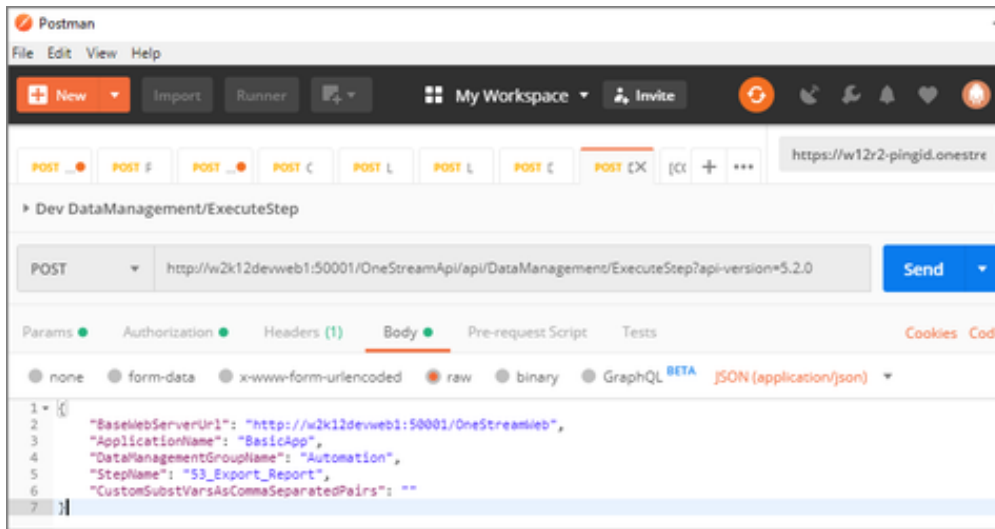 Postman
File Edit View Help
New Import Runner My Workspace Invite
POST ... POST F POST ... POST C POST L POST L POST C POST [X [CC + ••• https://w12r2-pingid.onestre
Dev DataManagement/ExecuteStep
POST http://w2k12devweb1:50001/OneStreamApi/api/DataManagement/ExecuteStep?api-version=5.2.0 Send
Params Authorization Headers (1) Body Pre-request Script Tests Cookies Cod
none form-data x-www-form-urlencoded raw binary GraphQL BETA JSON (application/json)
1 {
2 "BaseWebServerUrl": "http://w2k12devweb1:50001/OneStreamWeb",
3 "ApplicationName": "BasicApp",
4 "DataManagementGroupName": "Automation",
5 "StepName": "S3_Export_Report",
6 "CustomSubstVarsAsCommaSeparatedPairs": ""
7 }